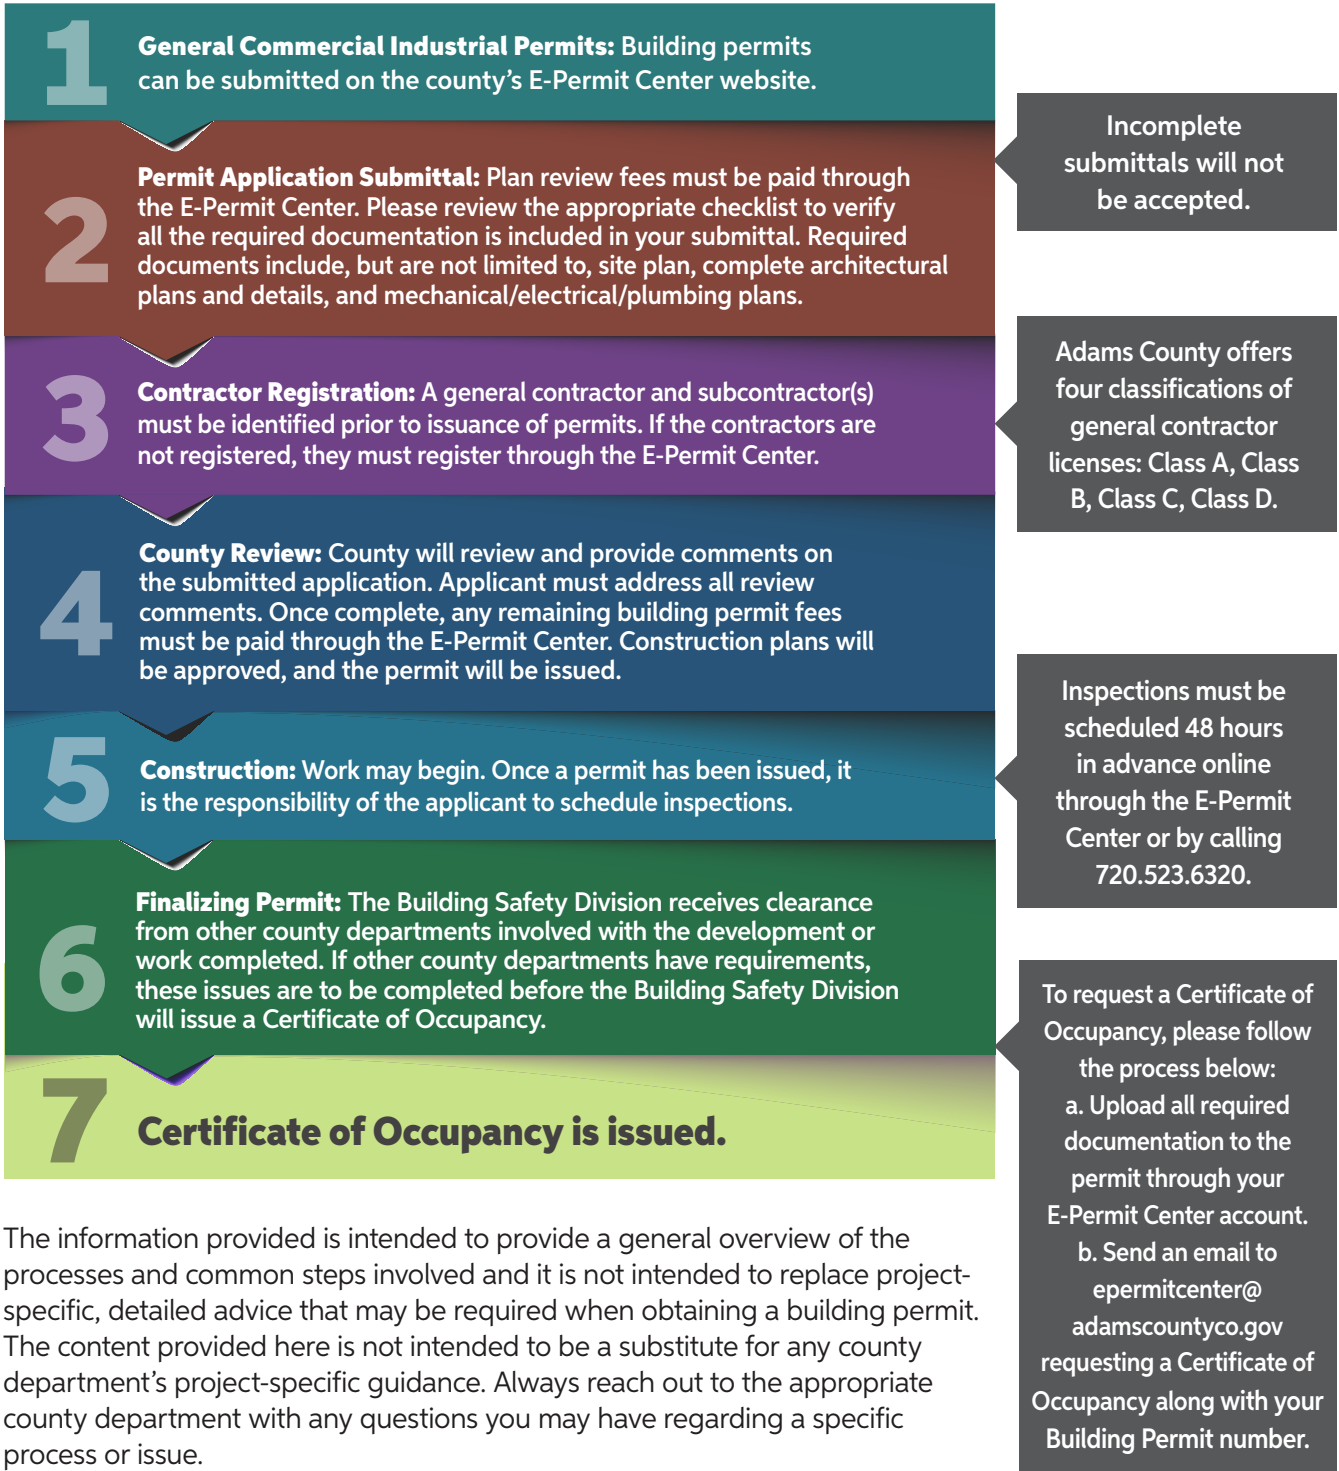 1
General Commercial Industrial Permits: Building permits
can be submitted on the county's E-Permit Center website.
2
Permit Application Submittal: Plan review fees must be paid through
the E-Permit Center. Please review the appropriate checklist to verify
all the required documentation is included in your submittal. Required
documents include, but are not limited to, site plan, complete architectural
plans and details, and mechanical/electrical/plumbing plans.
Incomplete
submittals will not
be accepted.
3
Contractor Registration: A general contractor and subcontractor(s)
must be identified prior to issuance of permits. If the contractors are
not registered, they must register through the E-Permit Center.
Adams County offers
four classifications of
general contractor
licenses: Class A, Class
B, Class C, Class D.
4
County Review: County will review and provide comments on
the submitted application. Applicant must address all review
comments. Once complete, any remaining building permit fees
must be paid through the E-Permit Center. Construction plans will
be approved, and the permit will be issued.
5
Construction: Work may begin. Once a permit has been issued, it
is the responsibility of the applicant to schedule inspections.
Inspections must be
scheduled 48 hours
in advance online
through the E-Permit
Center or by calling
720.523.6320.
6
Finalizing Permit: The Building Safety Division receives clearance
from other county departments involved with the development or
work completed. If other county departments have requirements,
these issues are to be completed before the Building Safety Division
will issue a Certificate of Occupancy.
7
Certificate of Occupancy is issued.
To request a Certificate of
Occupancy, please follow
the process below:
a. Upload all required
documentation to the
permit through your
E-Permit Center account.
b. Send an email to
epermitcenter@
adamscountyco.gov
requesting a Certificate of
Occupancy along with your
Building Permit number.
The information provided is intended to provide a general overview of the
processes and common steps involved and it is not intended to replace project-
specific, detailed advice that may be required when obtaining a building permit.
The content provided here is not intended to be a substitute for any county
department's project-specific guidance. Always reach out to the appropriate
county department with any questions you may have regarding a specific
process or issue.